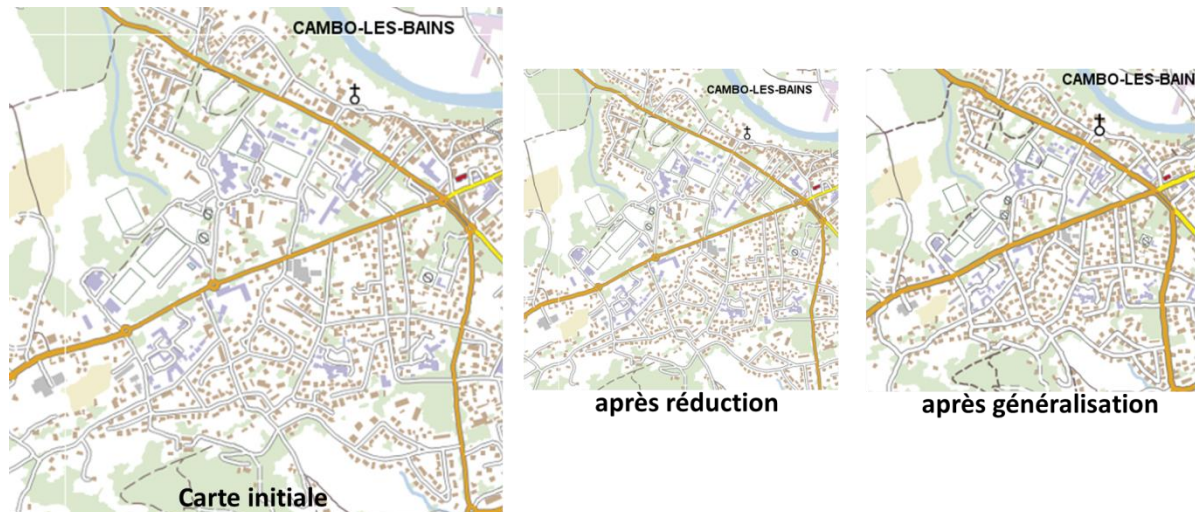 CAMBO-LES-BAINS
CAMBO-LES-BAINS
CAMBO-LES-BAIN
après réduction
après généralisation
Carte initiale